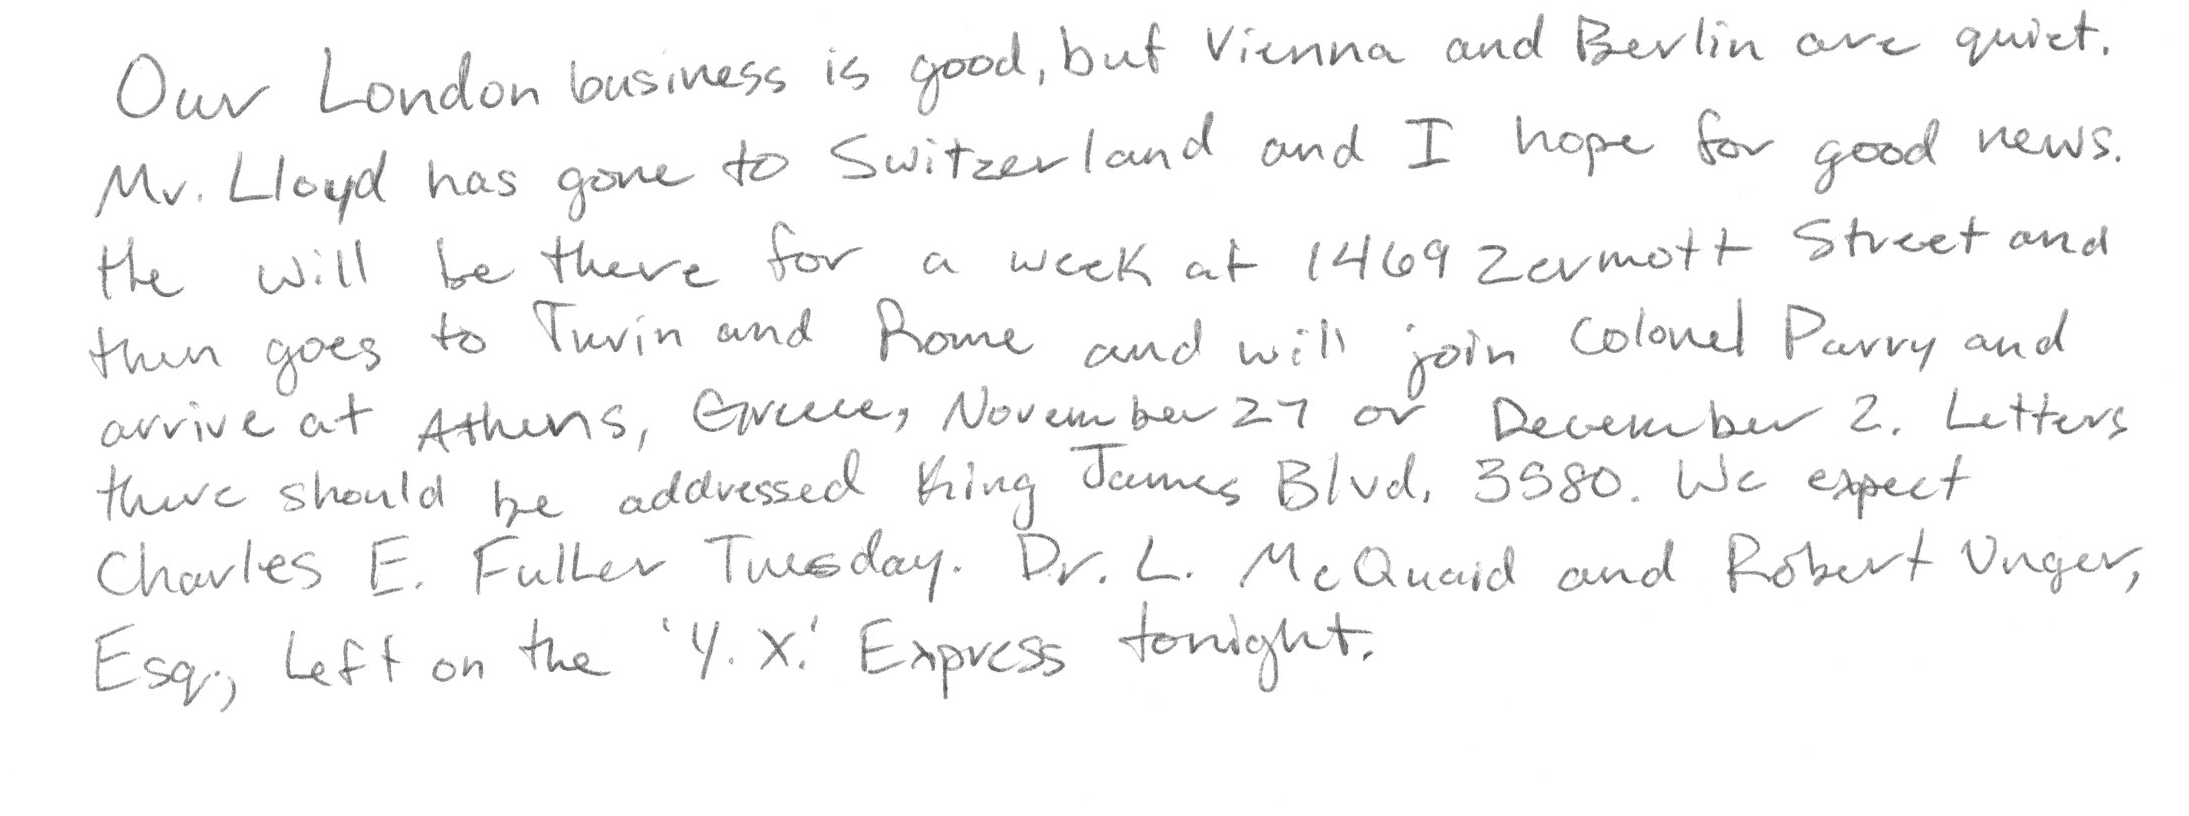 Our London business is good, but Vienna and Berlin are quiet.
Mr. Lloyd has gone to Switzerland and I hope for good news.
He will be there for a week at 1469 Zermott Street and
then goes to Turin and Rome and will join Colonel Parry and
arrive at Athens, Greece, November 27 or December 2. Letters
there should be addressed King James Blvd. 3580. We expect
Charles E. Fuller Tuesday. Dr. L. McQuaid and Robert Unger,
Esq., left on the 'Y. X.' Express tonight.